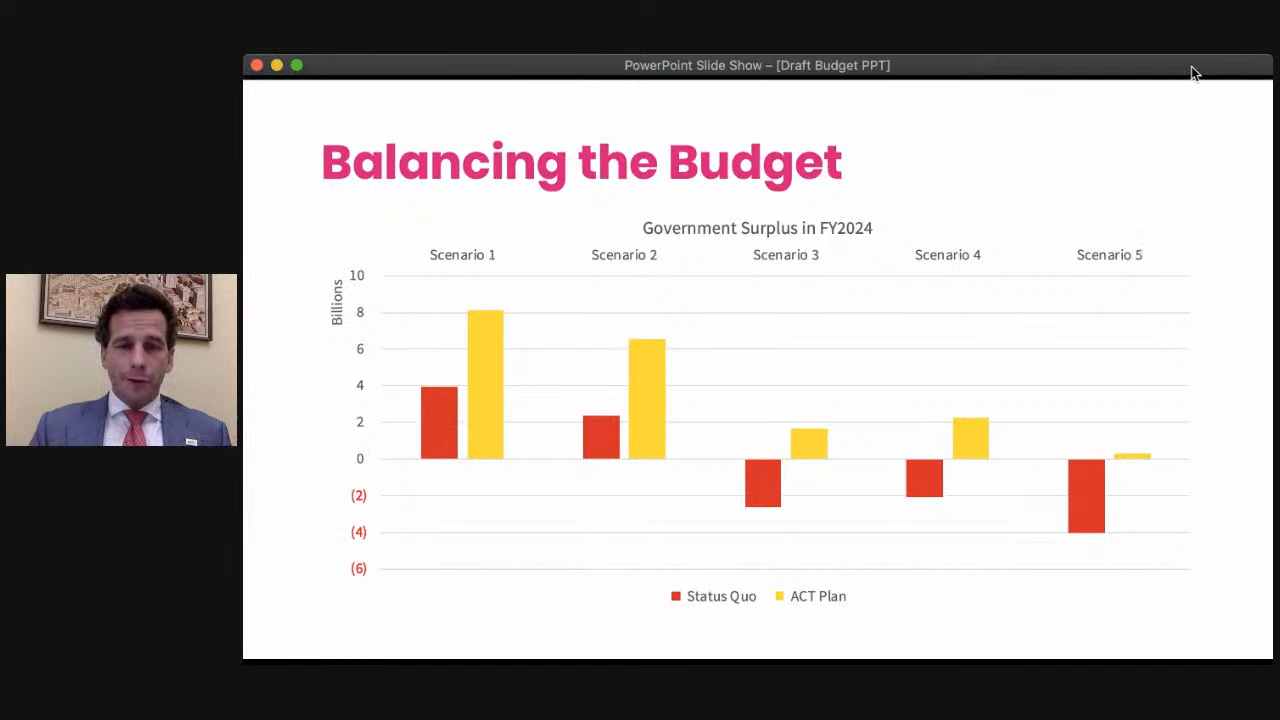 PowerPoint Slide Show – [Draft Budget PPT]
Balancing the Budget
Government Surplus in FY2024
Scenario 1 Scenario 2 Scenario 3 Scenario 4 Scenario 5
Billions
10
8
6
4
2
0
(2)
(4)
(6)
Status Quo ACT Plan